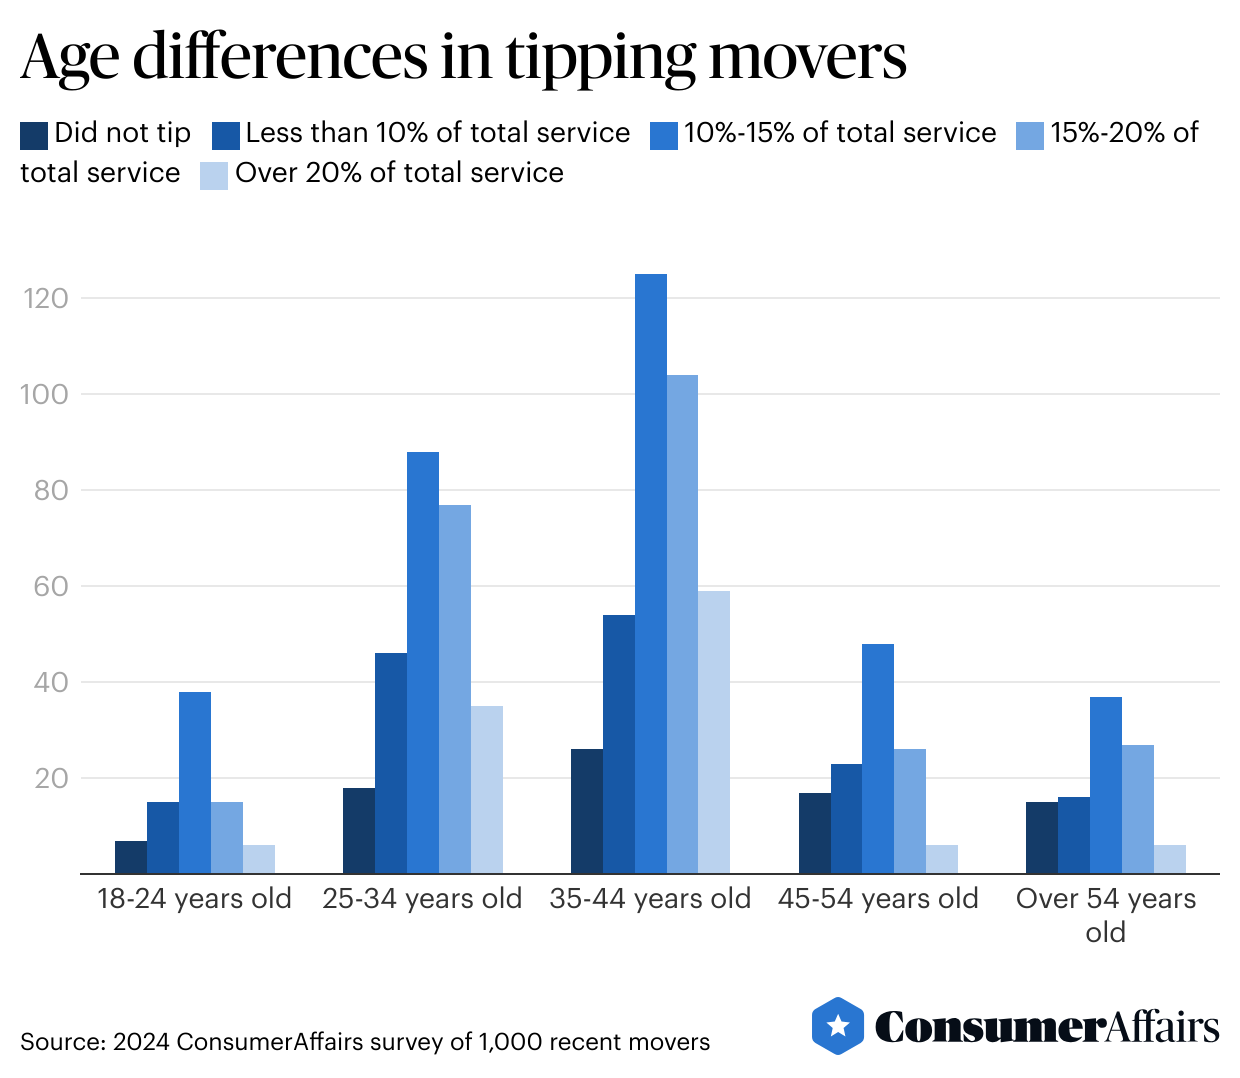 Age differences in tipping movers
Did not tip Less than 10% of total service 10%-15% of total service 15%-20% of
total service Over 20% of total service
120
100
80
60
40
20
18-24 years old 25-34 years old 35-44 years old 45-54 years old Over 54 years
old
Source: 2024 ConsumerAffairs survey of 1,000 recent movers
ConsumerAffairs